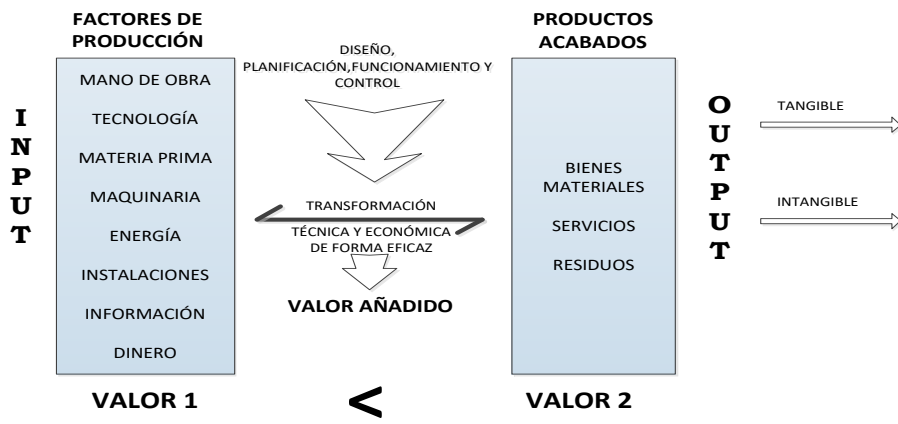 FACTORES DE
PRODUCCIÓN
INPUT
MANO DE OBRA
TECNOLOGÍA
MATERIA PRIMA
MAQUINARIA
ENERGÍA
INSTALACIONES
INFORMACIÓN
DINERO
VALOR 1
DISEÑO,
PLANIFICACIÓN,FUNCIONAMIENTO Y
CONTROL
TRANSFORMACIÓN
TÉCNICA Y ECONÓMICA
DE FORMA EFICAZ
VALOR AÑADIDO
<
PRODUCTOS
ACABADOS
BIENES
MATERIALES
SERVICIOS
RESIDUOS
VALOR 2
OUTPUT
TANGIBLE
INTANGIBLE